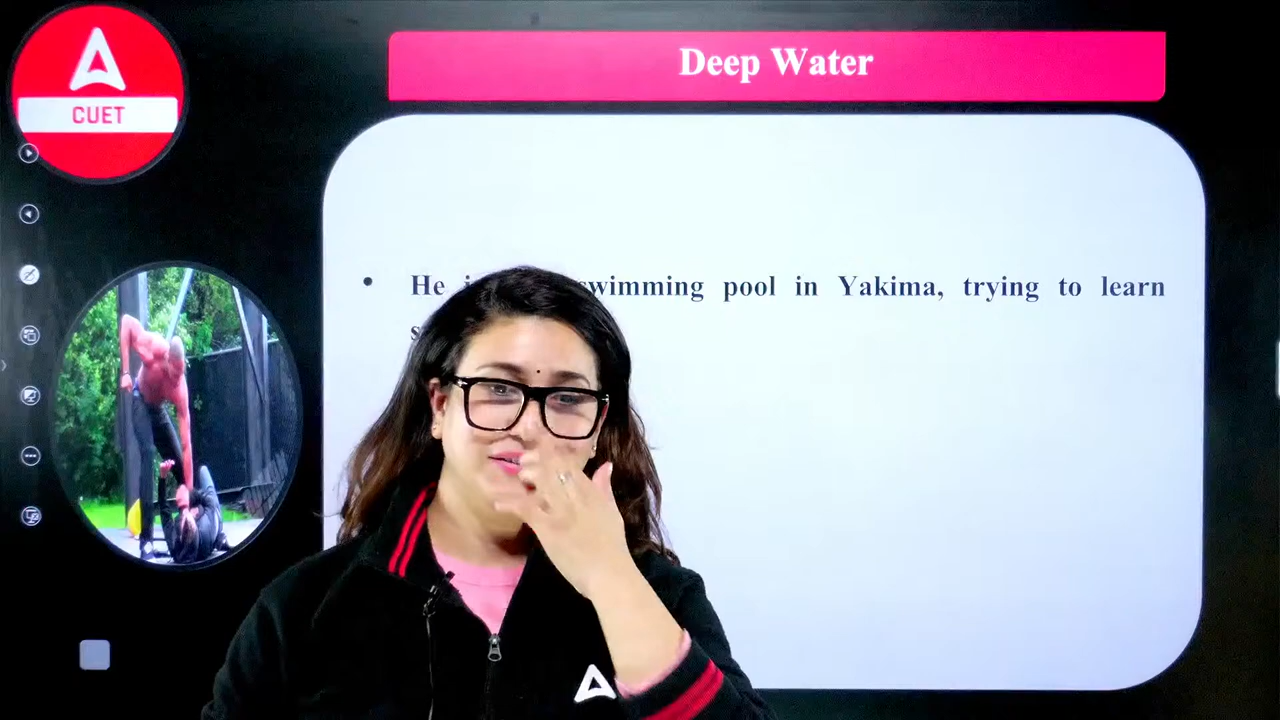 CUET
Deep Water
He swimming pool in Yakima, trying to learn